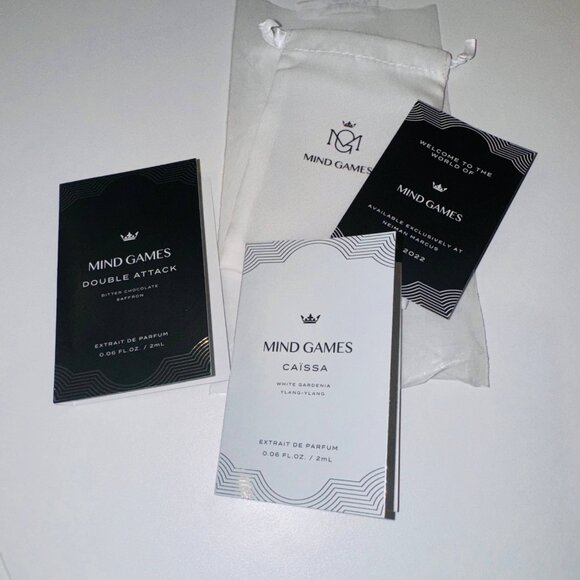 MG
MIND GAMES
WELCOME TO THE
WORLD OF
MIND GAMES
AVAILABLE EXCLUSIVELY AT
NEIMAN MARCUS
2022
MIND GAMES
DOUBLE ATTACK
BITTER CHOCOLATE
SAFFRON
EXTRAIT DE PARFUM
0.06 FL.OZ. / 2mL
MIND GAMES
CAÏSSA
WHITE GARDENIA
YLANG-YLANG
EXTRAIT DE PARFUM
0.06 FL.OZ. / 2mL